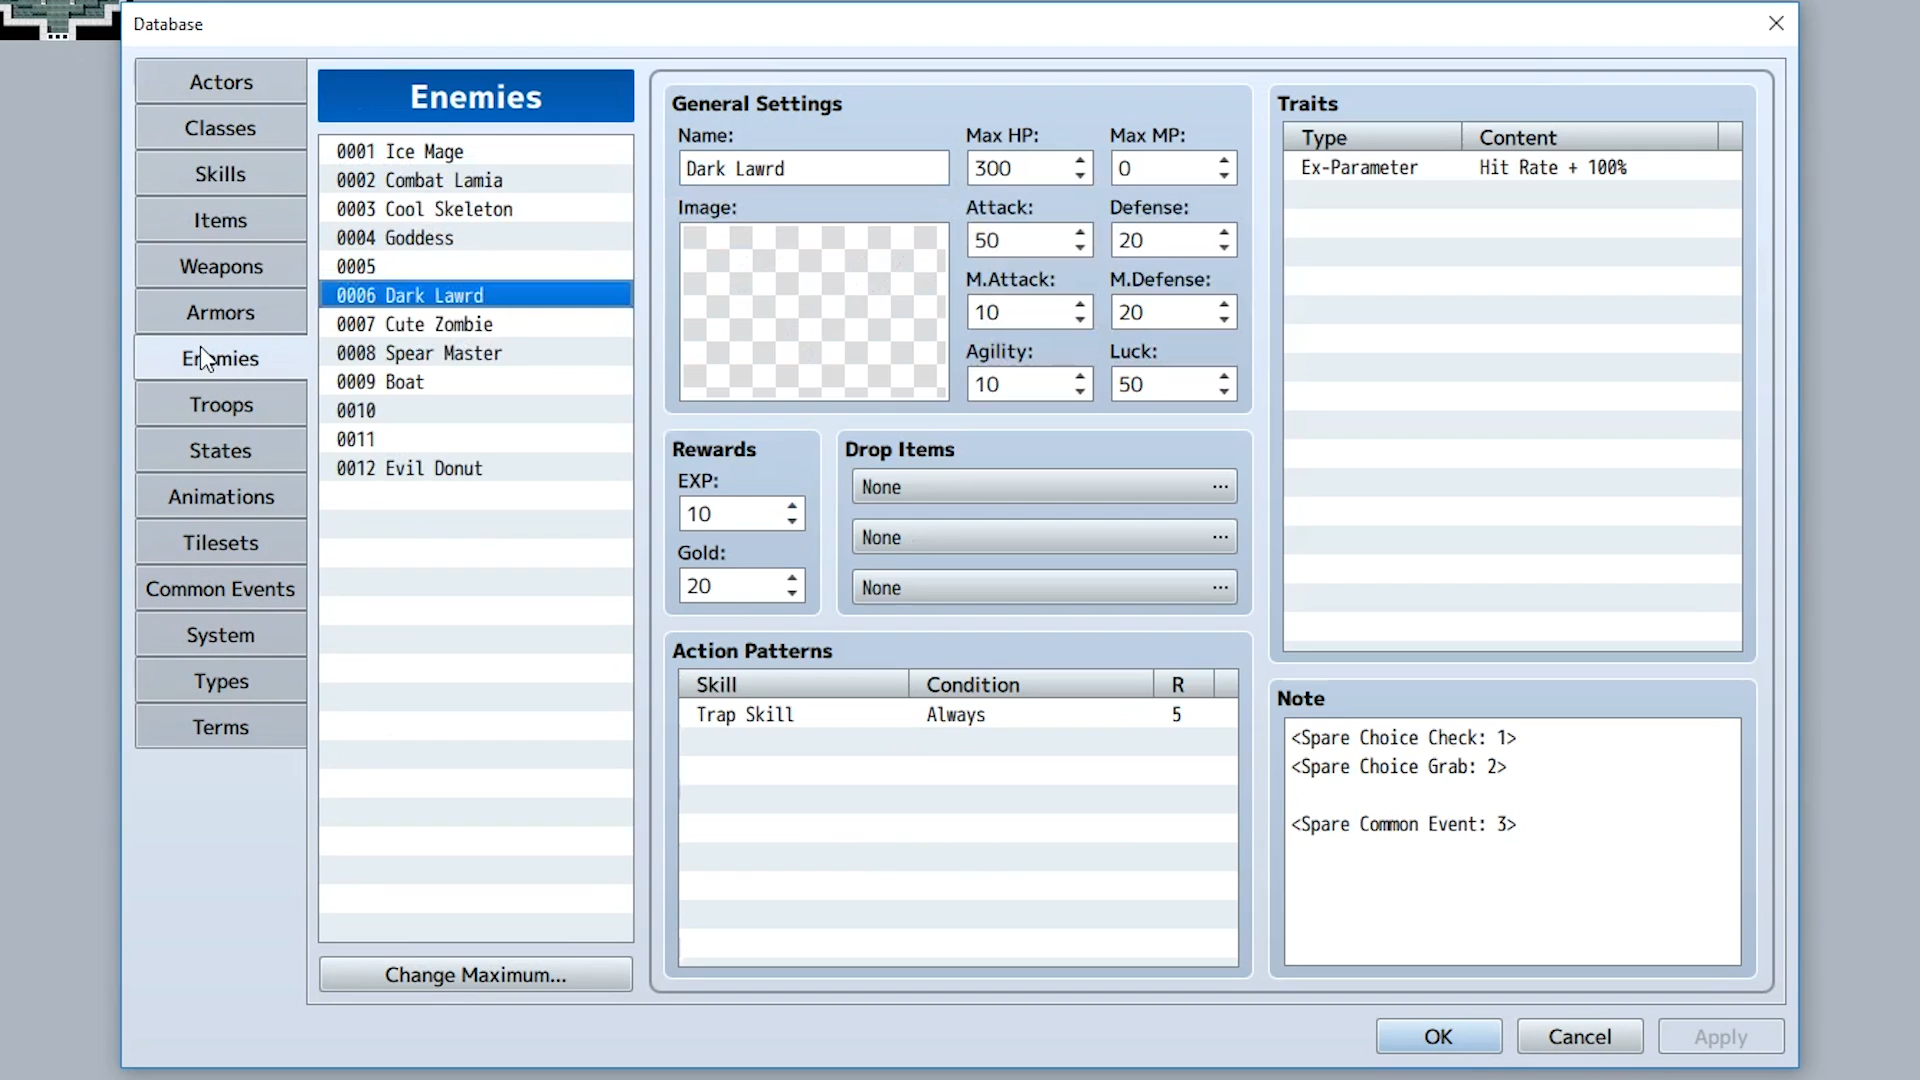 Database
Actors
Classes
Skills
Items
Weapons
Armors
Enemies
Troops
States
Animations
Tilesets
Common Events
System
Types
Terms
Enemies
0001 Ice Mage
0002 Combat Lamia
0003 Cool Skeleton
0004 Goddess
0005
0006 Dark Lawrd
0007 Cute Zombie
0008 Spear Master
0009 Boat
0010
0011
0012 Evil Donut
Change Maximum...
General Settings
Name:
Dark Lawrd
Image:
Max HP:
300
Max MP:
0
Attack:
50
Defense:
20
M.Attack:
10
M.Defense:
20
Agility:
10
Luck:
50
Rewards
EXP:
10
Gold:
20
Drop Items
None ...
None ...
None ...
Action Patterns
Skill Condition R
Trap Skill Always 5
Traits
Type Content
Ex-Parameter Hit Rate + 100%
Note
<Spare Choice Check: 1>
<Spare Choice Grab: 2>
<Spare Common Event: 3>
OK Cancel Apply